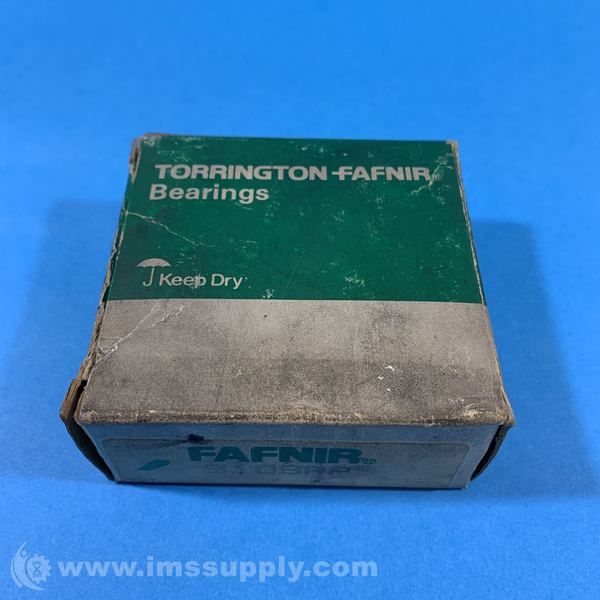 TORRINGTON-FAFNIR
Bearings
Keep Dry
FAFNIR
www.imssupply.com